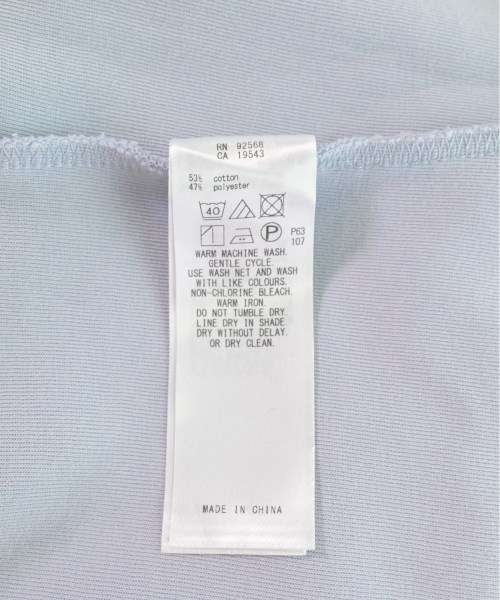 RN 92568
CA 19543
53% cotton
47% polyester
40
P P63
107
WARM MACHINE WASH.
GENTLE CYCLE.
USE WASH NET AND WASH
WITH LIKE COLOURS.
NON-CHLORINE BLEACH.
WARM IRON.
DO NOT TUMBLE DRY.
LINE DRY IN SHADE.
DRY WITHOUT DELAY.
OR DRY CLEAN.
MADE IN CHINA